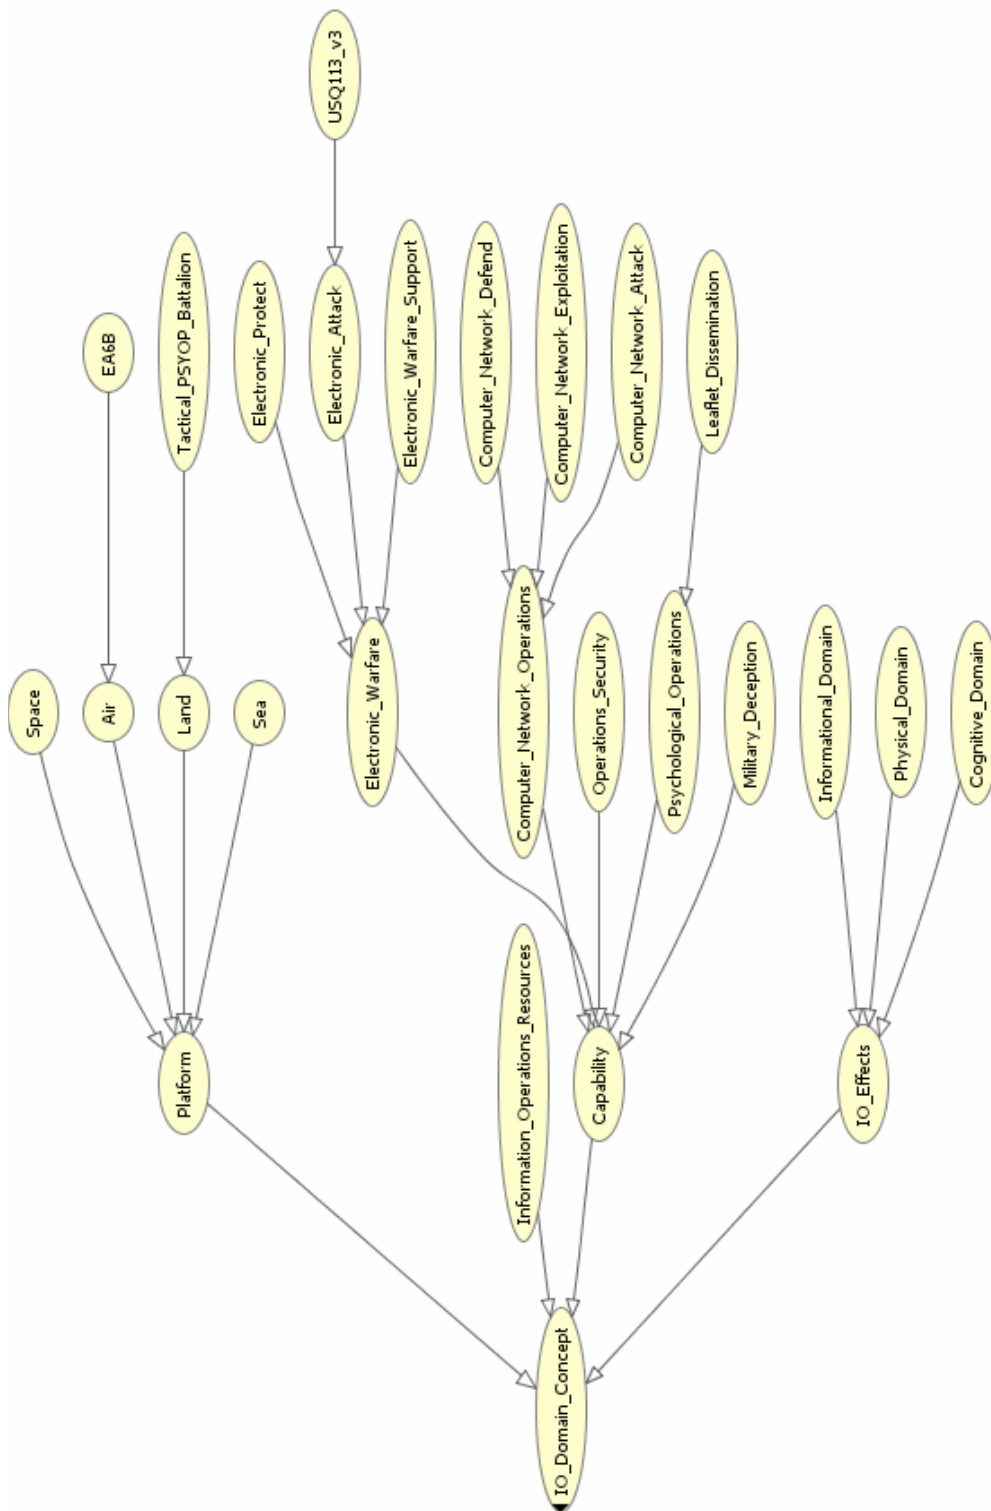 IO_Domain_Concept
Platform
Information_Operations_Resources
Capability
IO_Effects
Space
Air
Land
Sea
Electronic_Warfare
Computer_Network_Operations
Operations_Security
Psychological_Operations
Military_Deception
Informational_Domain
Physical_Domain
Cognitive_Domain
EA6B
Tactical_PSYOP_Battalion
Electronic_Protect
Electronic_Attack
Electronic_Warfare_Support
Computer_Network_Defend
Computer_Network_Exploitation
Computer_Network_Attack
Leaflet_Dissemination
USQ113_v3